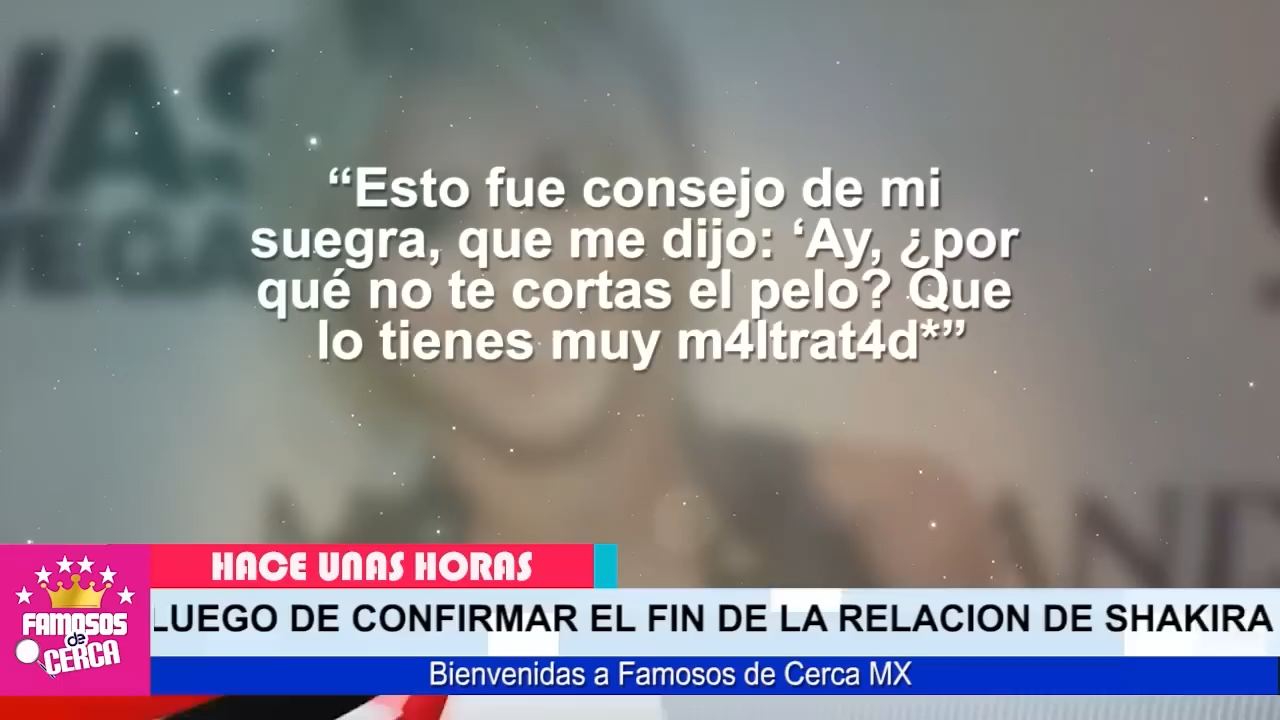 “Esto fue consejo de mi
suegra, que me dijo: ‘Ay, ¿por
qué no te cortas el pelo? Que
lo tienes muy m4ltrat4d*”
HACE UNAS HORAS
FAMOSOS
de
CERCA
LUEGO DE CONFIRMAR EL FIN DE LA RELACION DE SHAKIRA
Bienvenidas a Famosos de Cerca MX